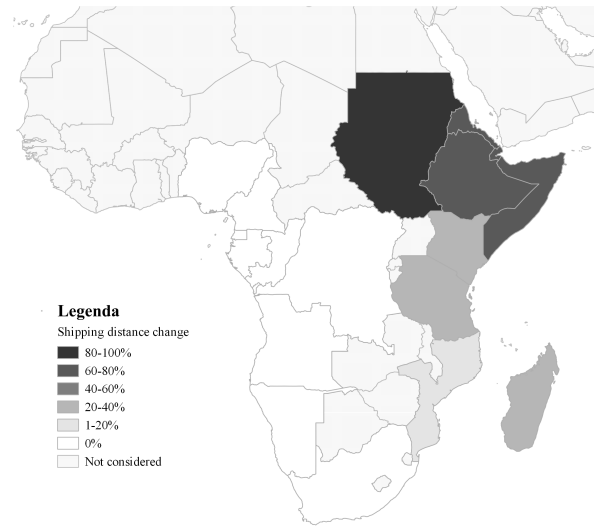 Legenda
Shipping distance change
80-100%
60-80%
40-60%
20-40%
1-20%
0%
Not considered